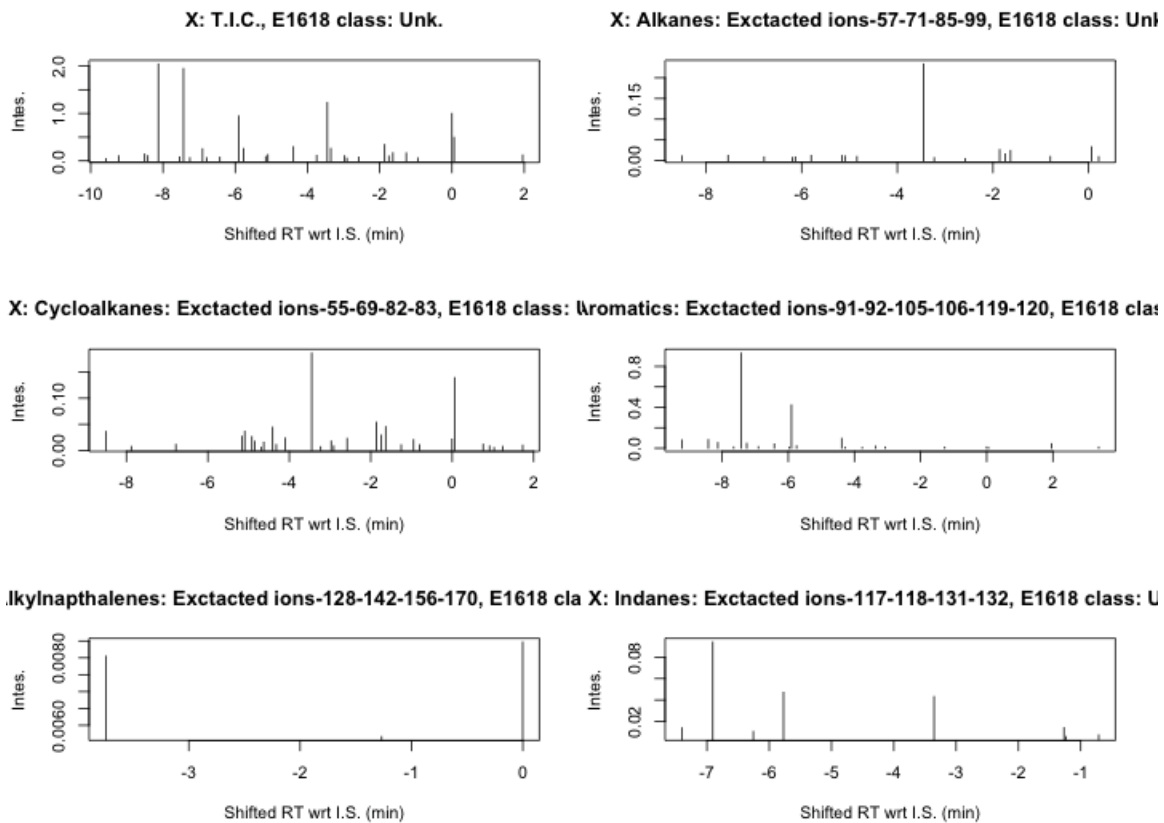 X: T.I.C., E1618 class: Unk.
Intes.
2.0
1.0
0.0
-10 -8 -6 -4 -2 0 2
Shifted RT wrt I.S. (min)
X: Alkanes: Exctacted ions-57-71-85-99, E1618 class: Unk
Intes.
0.15
0.00
-8 -6 -4 -2 0
Shifted RT wrt I.S. (min)
X: Cycloalkanes: Exctacted ions-55-69-82-83, E1618 class: U
Intes.
0.10
0.00
-8 -6 -4 -2 0 2
Shifted RT wrt I.S. (min)
Aromatics: Exctacted ions-91-92-105-106-119-120, E1618 clas
Intes.
0.8
0.4
0.0
-8 -6 -4 -2 0 2
Shifted RT wrt I.S. (min)
lkylnapthalenes: Exctacted ions-128-142-156-170, E1618 cla
Intes.
0.0080
0.0060
-3 -2 -1 0
Shifted RT wrt I.S. (min)
X: Indanes: Exctacted ions-117-118-131-132, E1618 class: U
Intes.
0.08
0.02
-7 -6 -5 -4 -3 -2 -1
Shifted RT wrt I.S. (min)